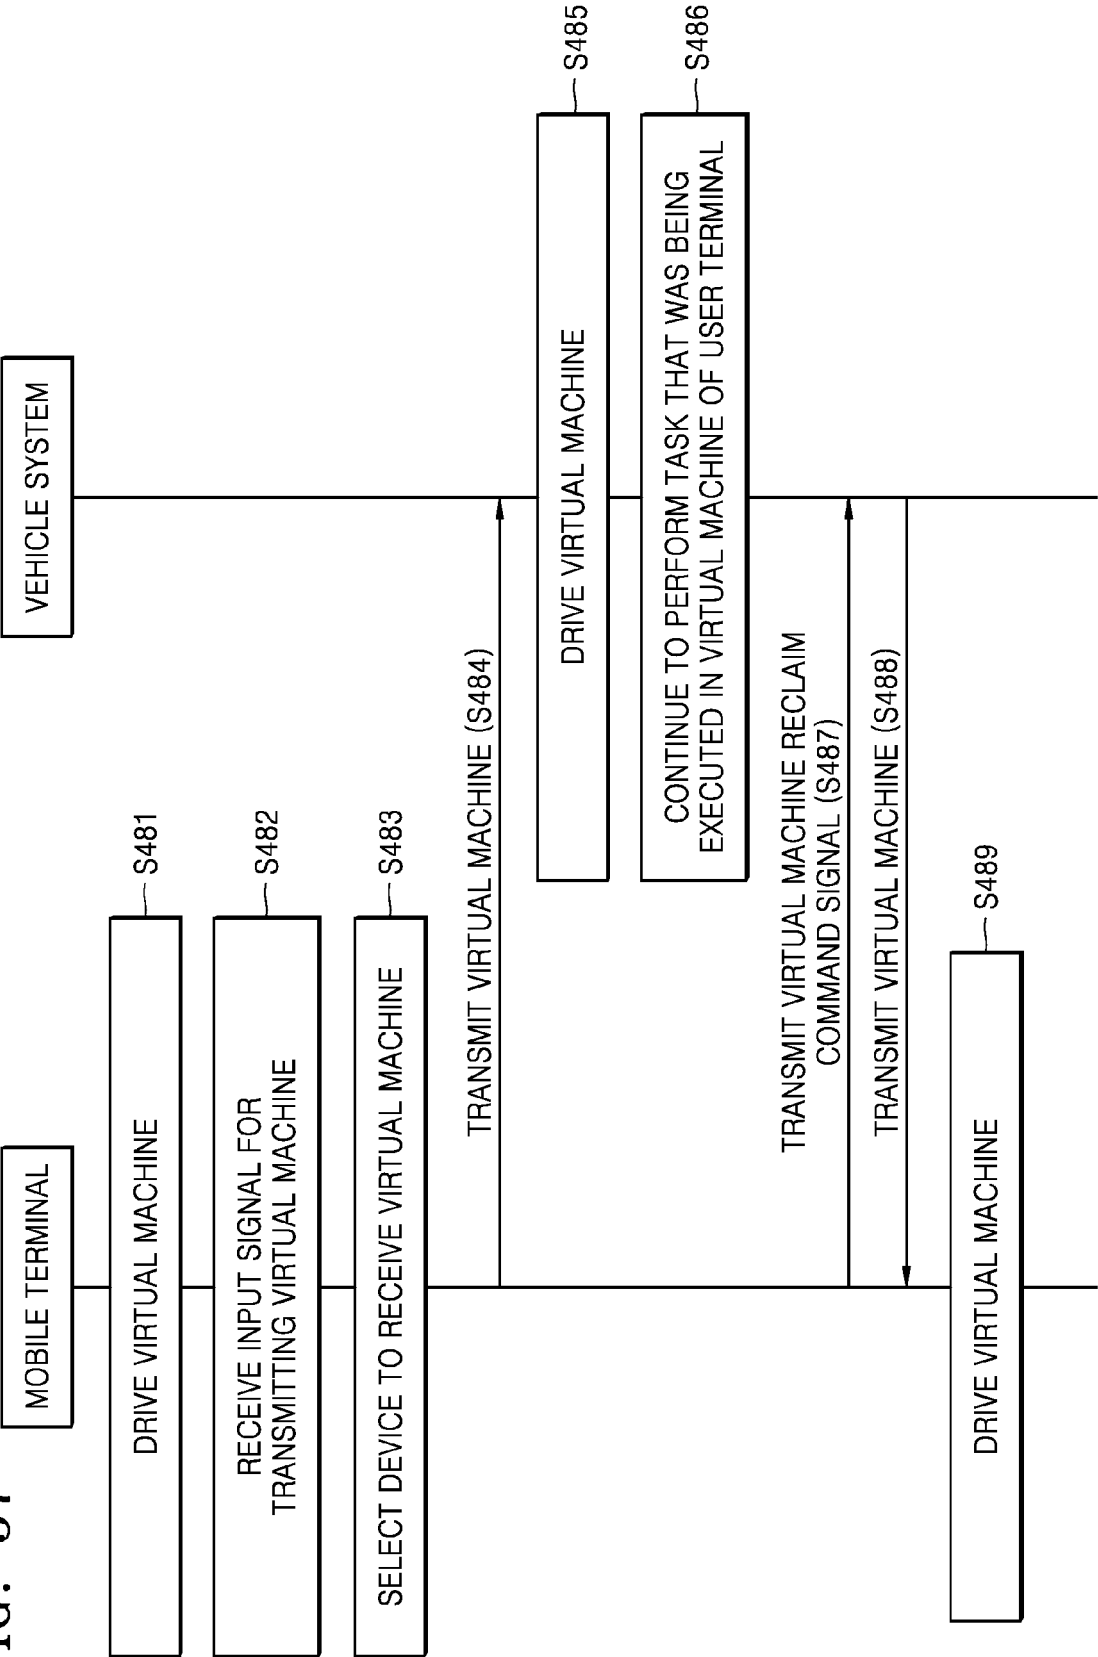 MOBILE TERMINAL
VEHICLE SYSTEM
DRIVE VIRTUAL MACHINE
S481
RECEIVE INPUT SIGNAL FOR
TRANSMITTING VIRTUAL MACHINE
S482
SELECT DEVICE TO RECEIVE VIRTUAL MACHINE
S483
TRANSMIT VIRTUAL MACHINE (S484)
DRIVE VIRTUAL MACHINE
S485
CONTINUE TO PERFORM TASK THAT WAS BEING
EXECUTED IN VIRTUAL MACHINE OF USER TERMINAL
S486
TRANSMIT VIRTUAL MACHINE RECLAIM
COMMAND SIGNAL (S487)
TRANSMIT VIRTUAL MACHINE (S488)
DRIVE VIRTUAL MACHINE
S489